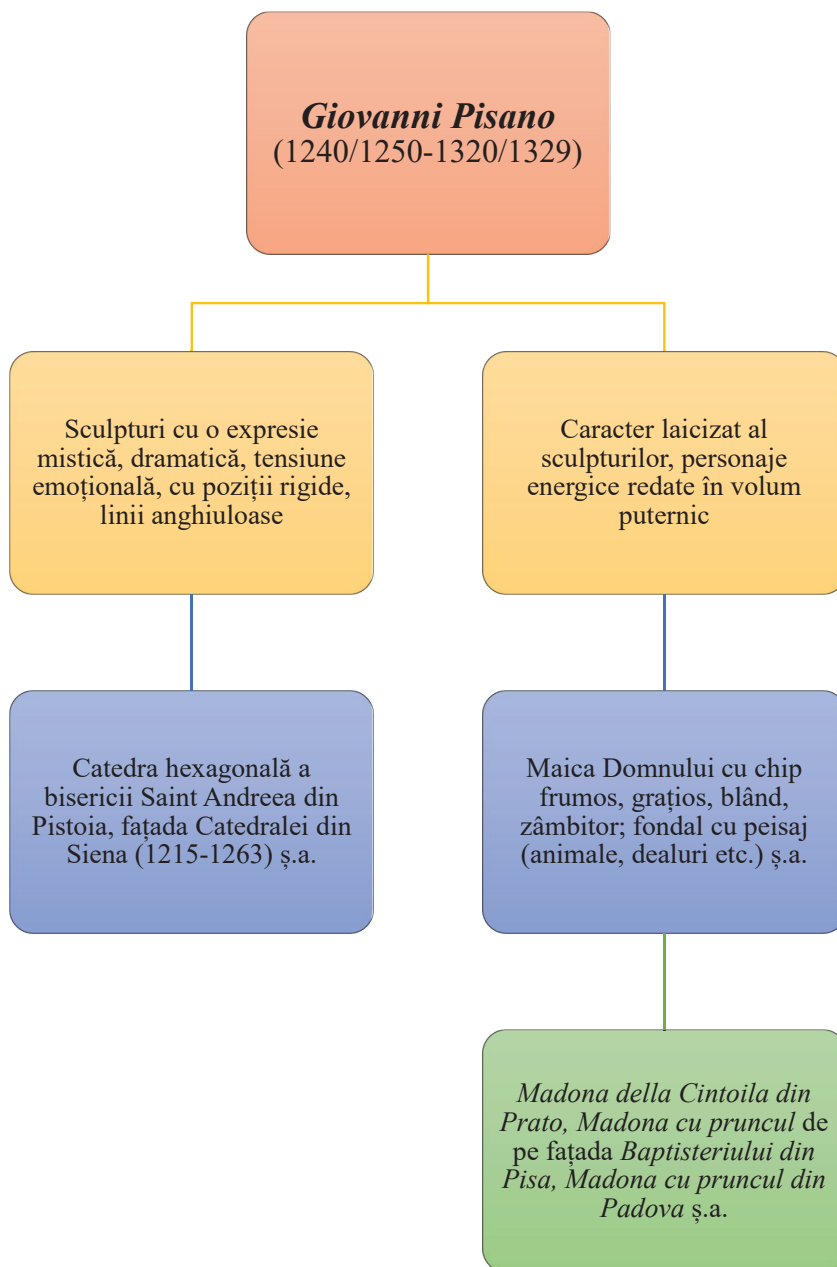 Giovanni Pisano
(1240/1250-1320/1329)
Sculpturi cu o expresie
mistică, dramatică, tensiune
emoțională, cu poziții rigide,
linii anghiuloase
Caracter laicizat al
sculpturilor, personaje
energice redate în volum
puternic
Catedra hexagonală a
bisericii Saint Andreea din
Pistoia, fațada Catedralei din
Siena (1215-1263) ș.a.
Maica Domnului cu chip
frumos, grațios, blând,
zâmbitor; fondal cu peisaj
(animale, dealuri etc.) ș.a.
Madona della Cintoila din
Prato, Madona cu pruncul de
pe fațada Baptisteriului din
Pisa, Madona cu pruncul din
Padova ș.a.